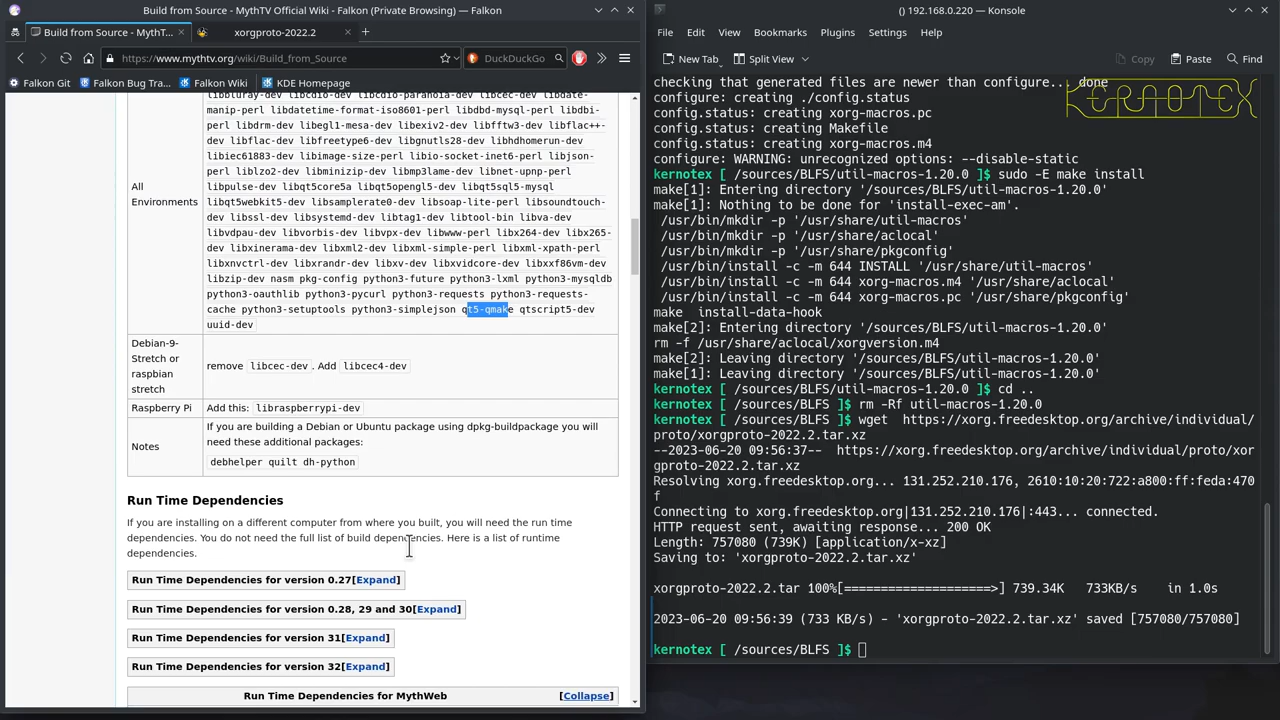 Build from Source - MythTV Official Wiki - Falkon (Private Browsing) — Falkon
Build from Source - MythT...
xorgproto-2022.2
https://www.mythtv.org/wiki/Build_from_Source
DuckDuckGo
Falkon Git
Falkon Bug Tra...
Falkon Wiki
KDE Homepage
All
Environments
libbluray-dev libcdio-dev libcdio-paranoia-dev libcec-dev libdate-
manip-perl libdatetime-format-iso8601-perl libdbd-mysql-perl libdbi-
perl libdrm-dev libegl1-mesa-dev libexiv2-dev libfftw3-dev libflac++-
dev libflac-dev libfreetype6-dev libgnutls28-dev libhdhomerun-dev
libiec61883-dev libimage-size-perl libio-socket-inet6-perl libjson-
perl liblzo2-dev libminizip-dev libmp3lame-dev libnet-upnp-perl
libpulse-dev libqt5core5a libqt5opengl5-dev libqt5sql5-mysql
libqt5webkit5-dev libsamplerate0-dev libsoap-lite-perl libsoundtouch-
dev libssl-dev libsystemd-dev libtag1-dev libtool-bin libva-dev
libvdpau-dev libvorbis-dev libvpx-dev libwww-perl libx264-dev libx265-
dev libxinerama-dev libxml2-dev libxml-simple-perl libxml-xpath-perl
libxnvctrl-dev libxrandr-dev libxv-dev libxvidcore-dev libxxf86vm-dev
libzip-dev nasm pkg-config python3-future python3-lxml python3-mysqldb
python3-oauthlib python3-pycurl python3-requests python3-requests-
cache python3-setuptools python3-simplejson qt5-qmake qtscript5-dev
uuid-dev
Debian-9-
Stretch or
raspbian
stretch
remove libcec-dev . Add libcec4-dev
Raspberry Pi
Add this: libraspberrypi-dev
Notes
If you are building a Debian or Ubuntu package using dpkg-buildpackage you will
need these additional packages:
debhelper quilt dh-python
Run Time Dependencies
If you are installing on a different computer from where you built, you will need the run time
dependencies. You do not need the full list of build dependencies. Here is a list of runtime
dependencies.
Run Time Dependencies for version 0.27[Expand]
Run Time Dependencies for version 0.28, 29 and 30[Expand]
Run Time Dependencies for version 31[Expand]
Run Time Dependencies for version 32[Expand]
Run Time Dependencies for MythWeb [Collapse]
() 192.168.0.220 — Konsole
File Edit View Bookmarks Plugins Settings Help
New Tab Split View Copy Paste Find
KERNOTEX
checking that generated files are newer than configure... done
configure: creating ./config.status
config.status: creating xorg-macros.pc
config.status: creating Makefile
config.status: creating xorg-macros.m4
configure: WARNING: unrecognized options: --disable-static
kernotex [ /sources/BLFS/util-macros-1.20.0 ]$ sudo -E make install
make[1]: Entering directory '/sources/BLFS/util-macros-1.20.0'
make[1]: Nothing to be done for 'install-exec-am'.
/usr/bin/mkdir -p '/usr/share/util-macros'
/usr/bin/mkdir -p '/usr/share/aclocal'
/usr/bin/mkdir -p '/usr/share/pkgconfig'
/usr/bin/install -c -m 644 INSTALL '/usr/share/util-macros'
/usr/bin/install -c -m 644 xorg-macros.m4 '/usr/share/aclocal'
/usr/bin/install -c -m 644 xorg-macros.pc '/usr/share/pkgconfig'
make  install-data-hook
make[2]: Entering directory '/sources/BLFS/util-macros-1.20.0'
rm -f /usr/share/aclocal/xorgversion.m4
make[2]: Leaving directory '/sources/BLFS/util-macros-1.20.0'
make[1]: Leaving directory '/sources/BLFS/util-macros-1.20.0'
kernotex [ /sources/BLFS/util-macros-1.20.0 ]$ cd ..
kernotex [ /sources/BLFS ]$ rm -Rf util-macros-1.20.0
kernotex [ /sources/BLFS ]$ wget  https://xorg.freedesktop.org/archive/individual/
proto/xorgproto-2022.2.tar.xz
--2023-06-20 09:56:37--  https://xorg.freedesktop.org/archive/individual/proto/xor
gproto-2022.2.tar.xz
Resolving xorg.freedesktop.org... 131.252.210.176, 2610:10:20:722:a800:ff:feda:470
f
Connecting to xorg.freedesktop.org|131.252.210.176|:443... connected.
HTTP request sent, awaiting response... 200 OK
Length: 757080 (739K) [application/x-xz]
Saving to: 'xorgproto-2022.2.tar.xz'
xorgproto-2022.2.tar 100%[=====================>] 739.34K   733KB/s    in 1.0s
2023-06-20 09:56:39 (733 KB/s) - 'xorgproto-2022.2.tar.xz' saved [757080/757080]
kernotex [ /sources/BLFS ]$